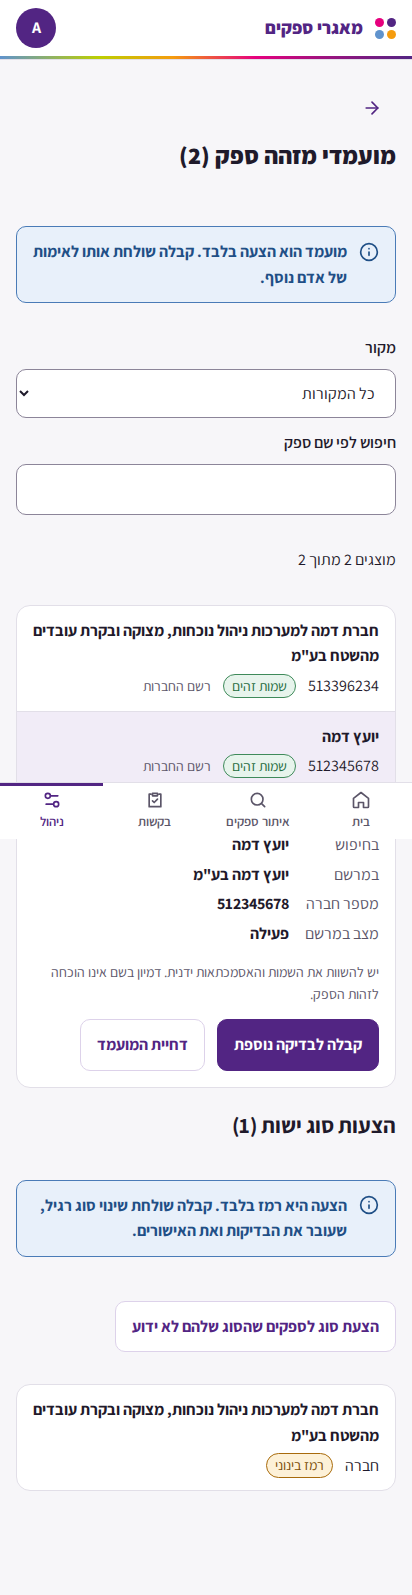 מאגרי ספקים
A
מועמדי מזהה ספק (2)
מועמד הוא הצעה בלבד. קבלה שולחת אותו לאימות
של אדם נוסף.
מקור
כל המקורות
חיפוש לפי שם ספק
מוצגים 2 מתוך 2
חברת דמה למערכות ניהול נוכחות, מצוקה ובקרת עובדים
מהשטח בע"מ
513396234 שמות זהים רשם החברות
יועץ דמה
512345678 שמות זהים רשם החברות
בית איתור ספקים בקשות ניהול
בחיפוש יועץ דמה
במרשם יועץ דמה בע"מ
מספר חברה 512345678
מצב במרשם פעילה
יש להשוות את השמות והאסמכתאות ידנית. דמיון בשם אינו הוכחה
לזהות הספק.
קבלה לבדיקה נוספת דחיית המועמד
הצעות סוג ישות (1)
הצעה היא רמז בלבד. קבלה שולחת שינוי סוג רגיל,
שעובר את הבדיקות ואת האישורים.
הצעת סוג לספקים שהסוג שלהם לא ידוע
חברת דמה למערכות ניהול נוכחות, מצוקה ובקרת עובדים
מהשטח בע"מ
חברה רמז בינוני